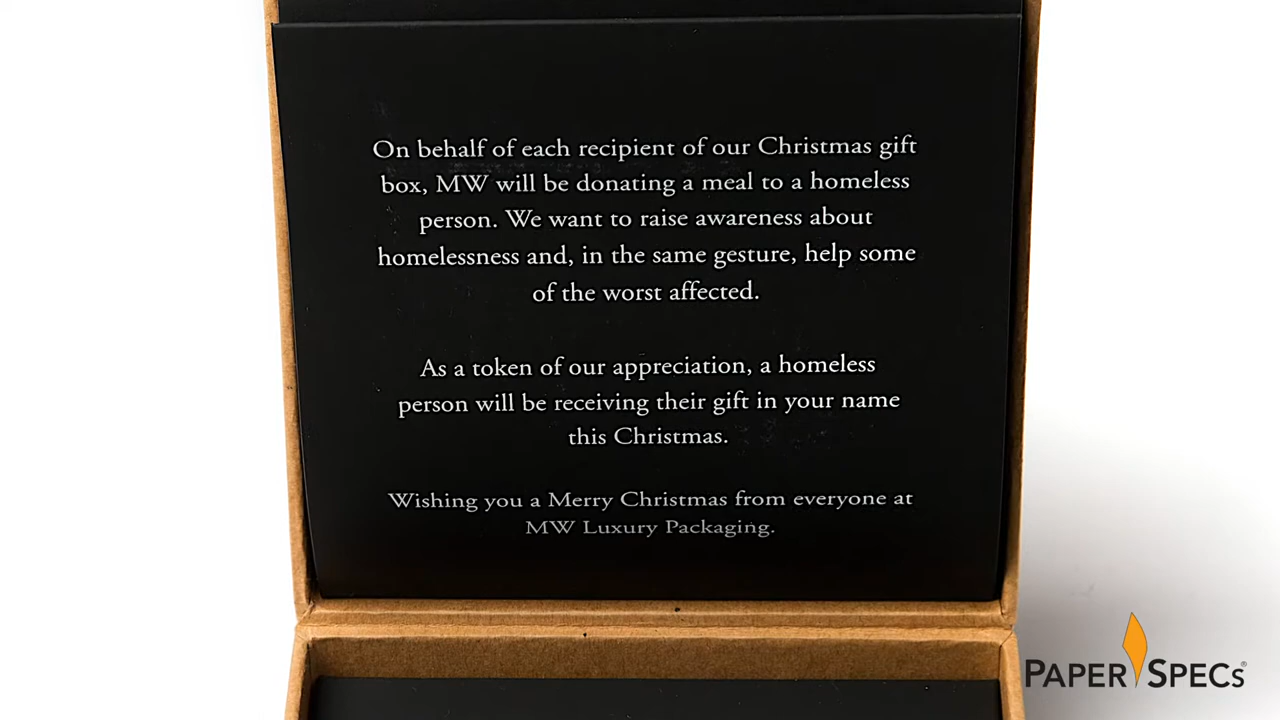 On behalf of each recipient of our Christmas gift
box, MW will be donating a meal to a homeless
person. We want to raise awareness about
homelessness and, in the same gesture, help some
of the worst affected.
As a token of our appreciation, a homeless
person will be receiving their gift in your name
this Christmas.
Wishing you a Merry Christmas from everyone at
MW Luxury Packaging.
PAPER SPECS®